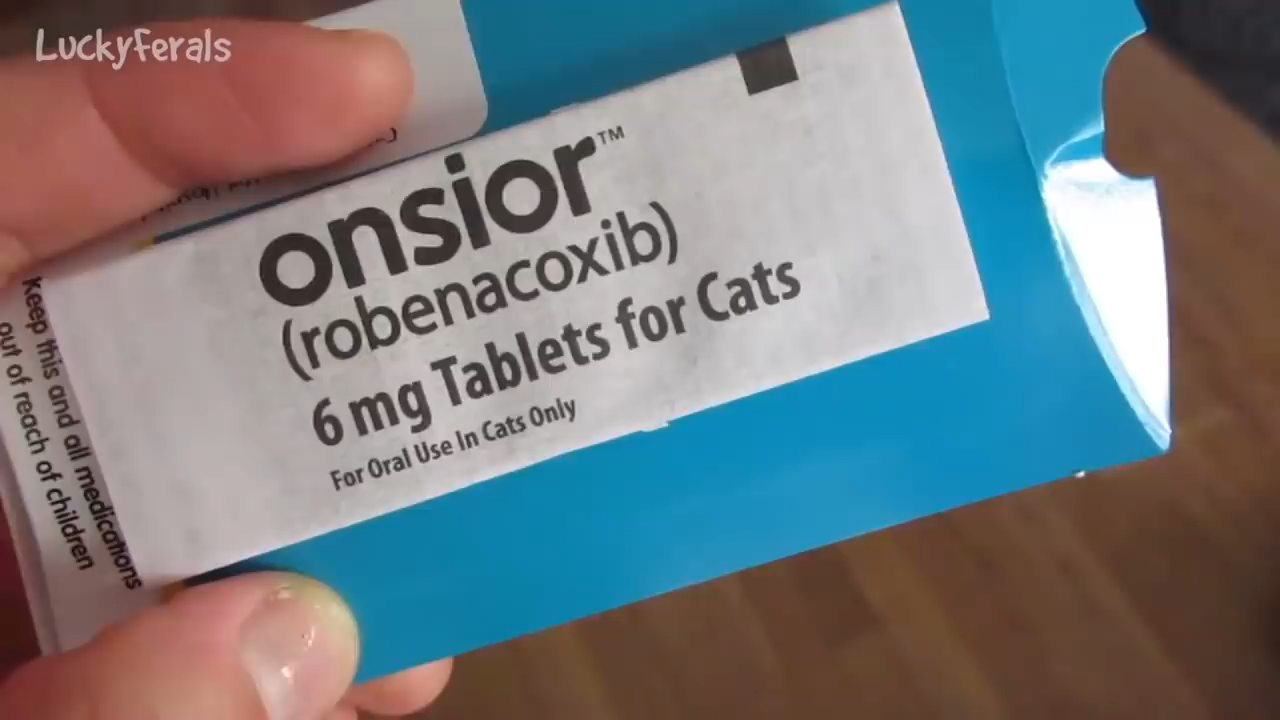 LuckyFerals
onsior™
(robenacoxib)
6 mg Tablets for Cats
For Oral Use In Cats Only
Keep this and all medications
out of reach of children